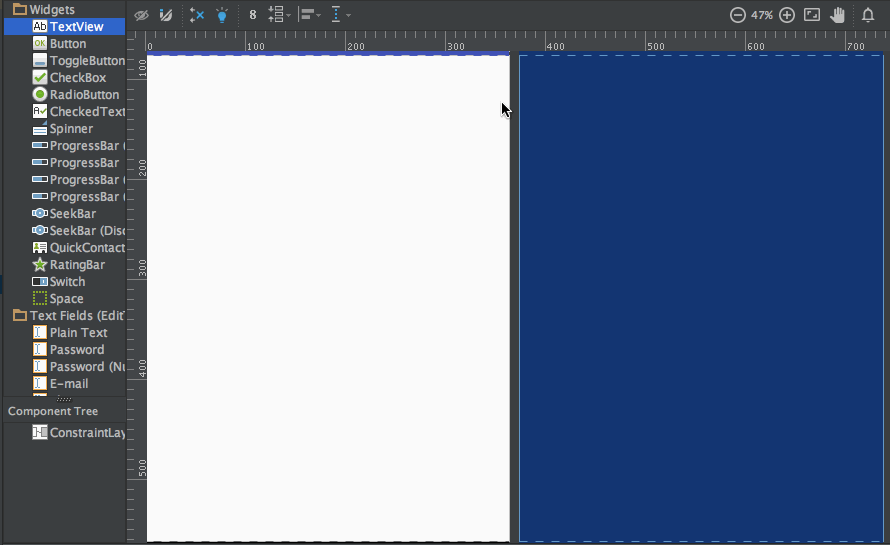 Widgets
Ab TextView
OK Button
ToggleButton
CheckBox
RadioButton
A CheckedText
Spinner
ProgressBar (
ProgressBar
ProgressBar (
ProgressBar (
SeekBar
SeekBar (Disc
QuickContact
RatingBar
Switch
Space
Text Fields (Edit
Plain Text
Password
Password (Nu
E-mail
Component Tree
ConstraintLay
8
47%
0 100 200 300 400 500 600 700
100
200
300
400
500